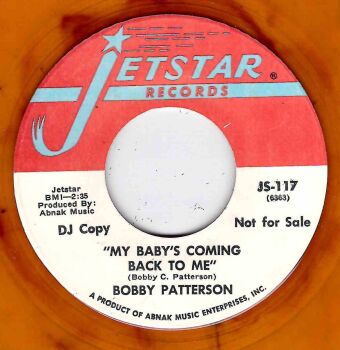 JETSTAR ®
RECORDS
Jetstar
BMI—2:35
Produced By:
Abnak Music
DJ Copy
JS-117
(6363)
Not for Sale
"MY BABY'S COMING
BACK TO ME"
(Bobby C. Patterson)
BOBBY PATTERSON
A PRODUCT OF ABNAK MUSIC ENTERPRISES, INC.